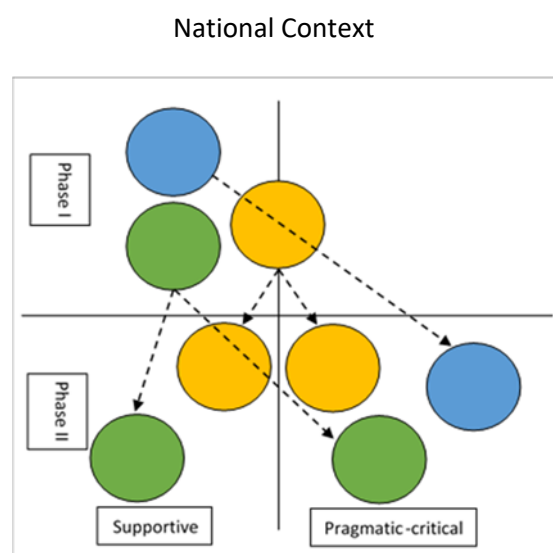 National Context
Phase I
Phase II
Supportive
Pragmatic-critical